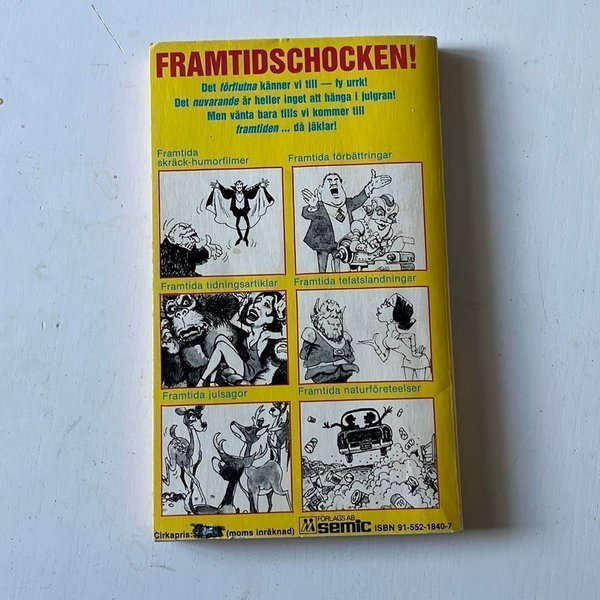 FRAMTIDSCHOCKEN!
Det förflutna känner vi till — fy urrk!
Det nuvarande är heller inget att hänga i julgran!
Men vänta bara tills vi kommer till
framtiden ... då jäklar!
Framtida
skräck-humorfilmer
Framtida förbättringar
Framtida tidningsartiklar
Framtida tefatslandningar
Framtida julsagor
Framtida naturföreteelser
Cirkapris: (moms inräknad)
FÖRLAGS AB
semic
ISBN 91-552-1840-7